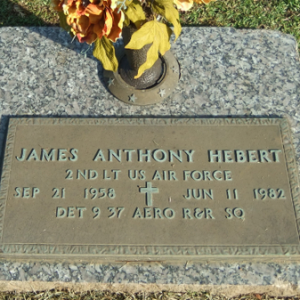 JAMES ANTHONY HEBERT
2ND LT US AIR FORCE
SEP 21 1958 JUN 11 1982
DET 9 37 AERO R&R SQ